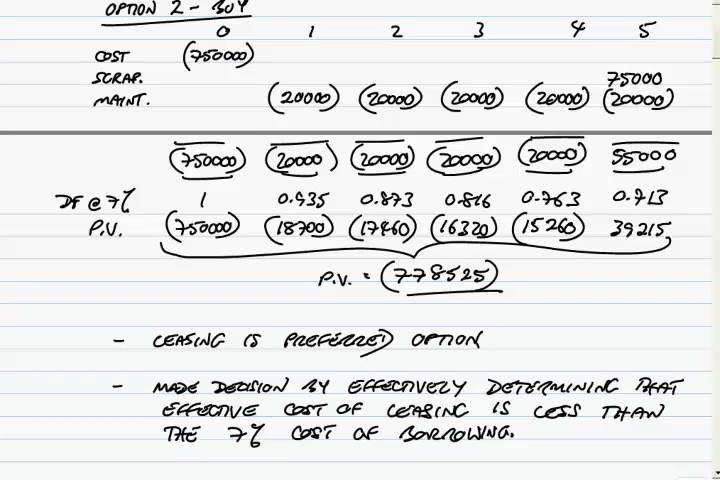 OPTION 2 - BUY
0 1 2 3 4 5
COST (750000)
SCRAP. 75000
MAINT. (20000) (20000) (20000) (20000) (20000)
(750000) (20000) (20000) (20000) (20000) 55000
DF @ 7% 1 0.935 0.873 0.816 0.763 0.713
P.V. (750000) (18700) (17460) (16320) (15260) 39215
P.V. = (778525)
- LEASING IS PREFERRED OPTION
- MADE DECISION BY EFFECTIVELY DETERMINING THAT
EFFECTIVE COST OF LEASING IS LESS THAN
THE 7% COST OF BORROWING.